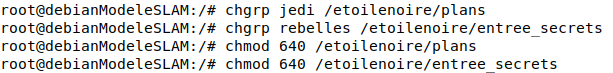 root@debianModeleSLAM:/# chgrp jedi /etoilenoire/plans
root@debianModeleSLAM:/# chgrp rebelles /etoilenoire/entree_secrets
root@debianModeleSLAM:/# chmod 640 /etoilenoire/plans
root@debianModeleSLAM:/# chmod 640 /etoilenoire/entree_secrets